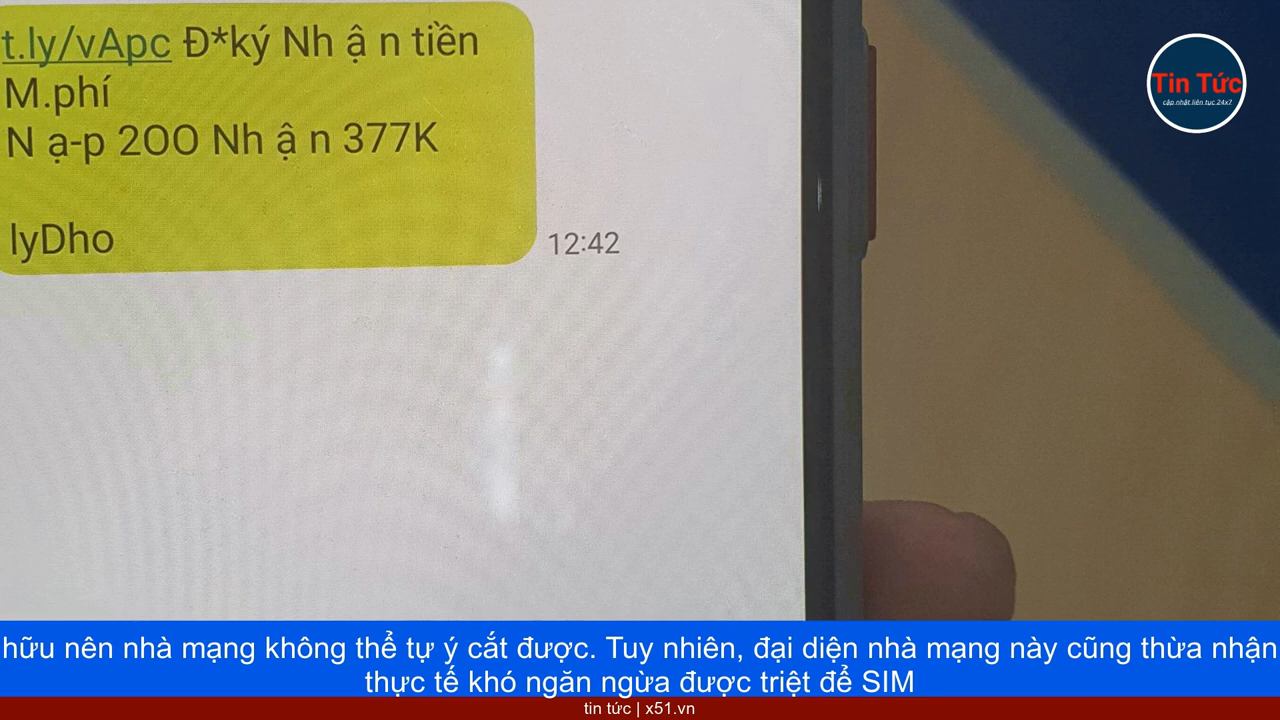 t.ly/vApc Đ*ký Nh ậ n tiền
M.phí
N ạ-p 2OO Nh ậ n 377K
lyDho
12:42
Tin Tức
cập nhật liên tục 24x7
hữu nên nhà mạng không thể tự ý cắt được. Tuy nhiên, đại diện nhà mạng này cũng thừa nhận
thực tế khó ngăn ngừa được triệt để SIM
tin tức | x51.vn